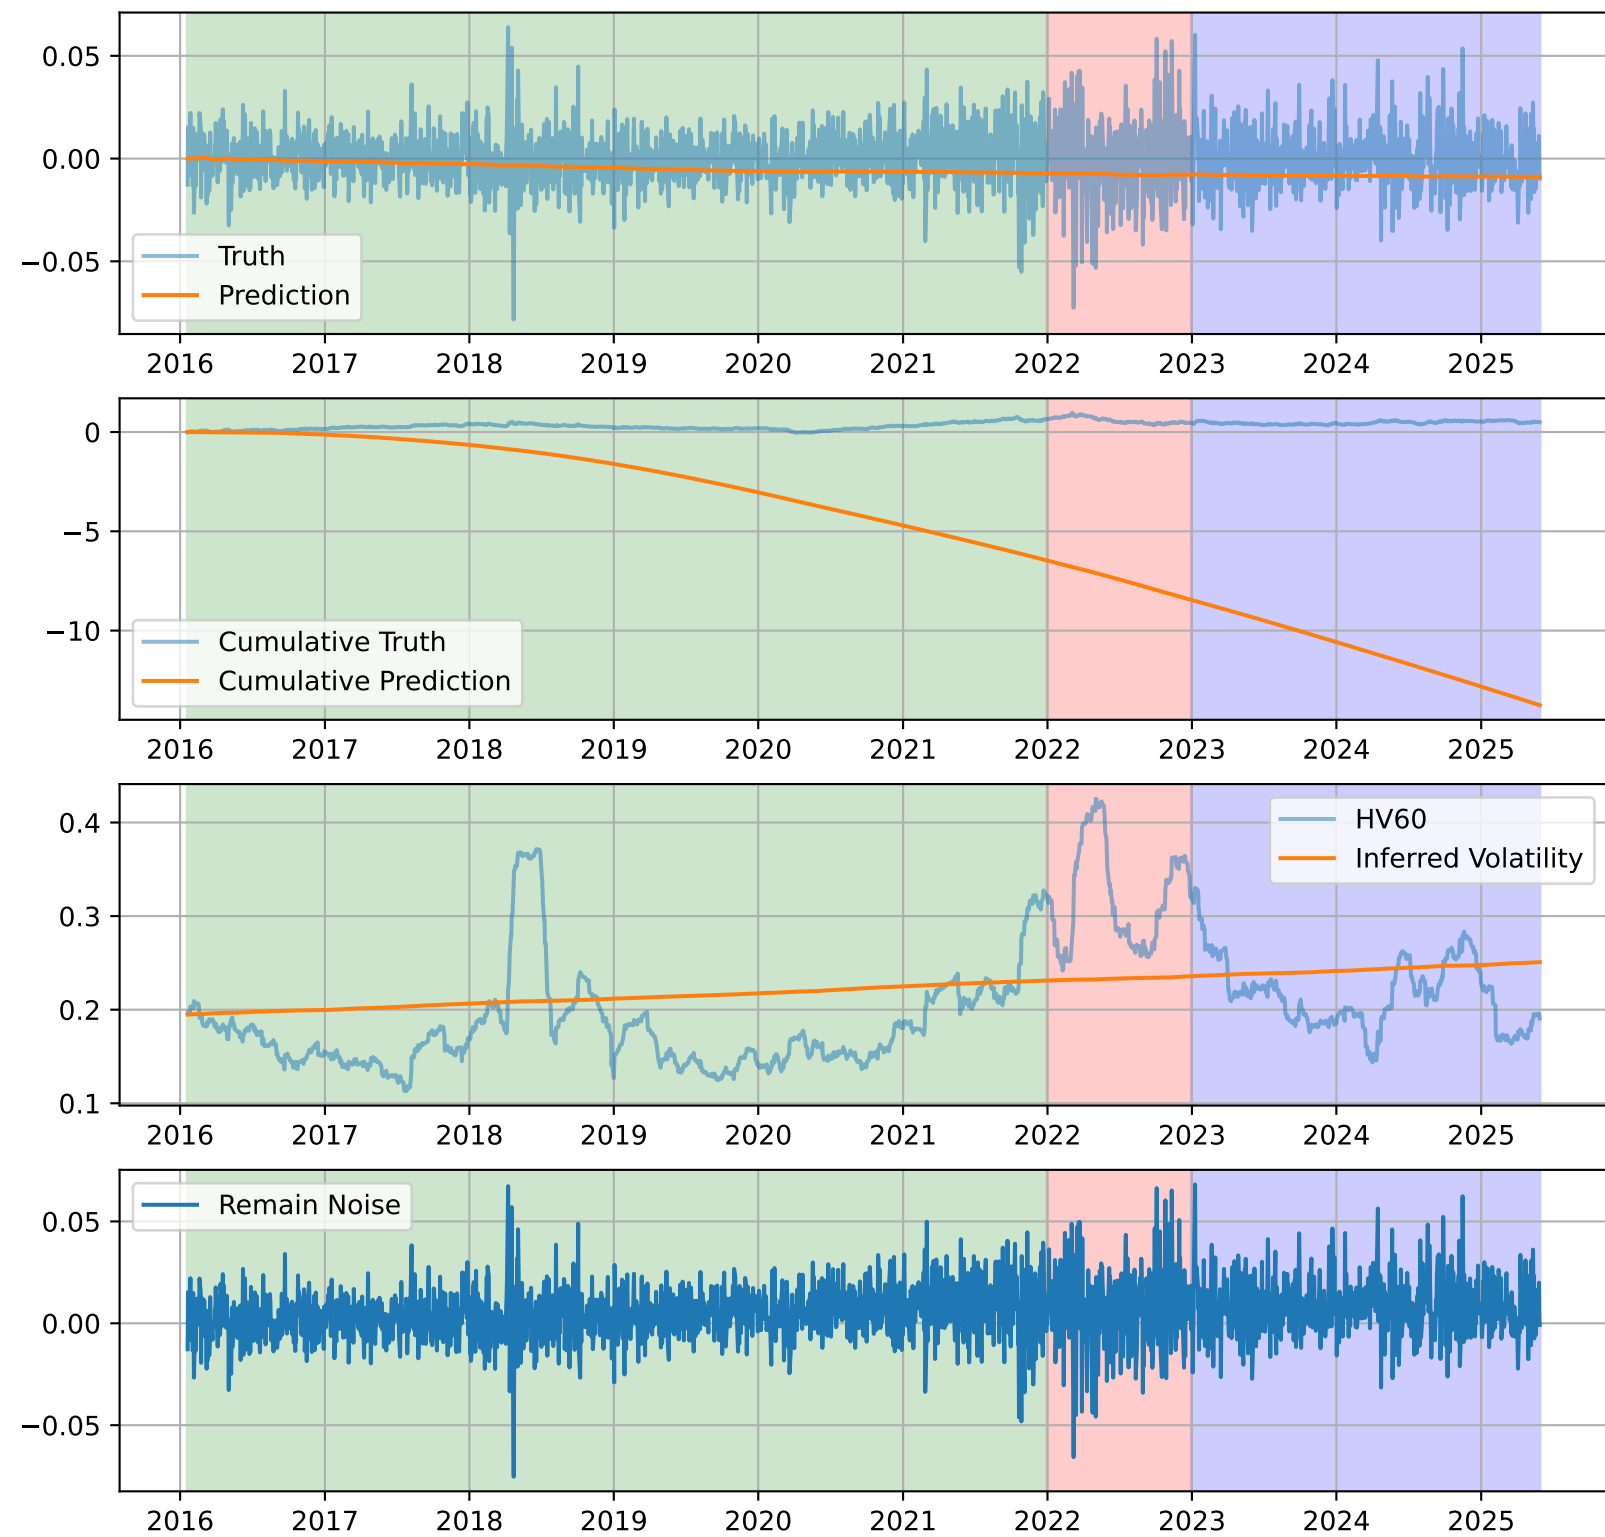 0.05
0.00
−0.05
Truth
Prediction
2016 2017 2018 2019 2020 2021 2022 2023 2024 2025
0
−5
−10
Cumulative Truth
Cumulative Prediction
2016 2017 2018 2019 2020 2021 2022 2023 2024 2025
0.4
0.3
0.2
0.1
HV60
Inferred Volatility
2016 2017 2018 2019 2020 2021 2022 2023 2024 2025
Remain Noise
0.05
0.00
−0.05
2016 2017 2018 2019 2020 2021 2022 2023 2024 2025